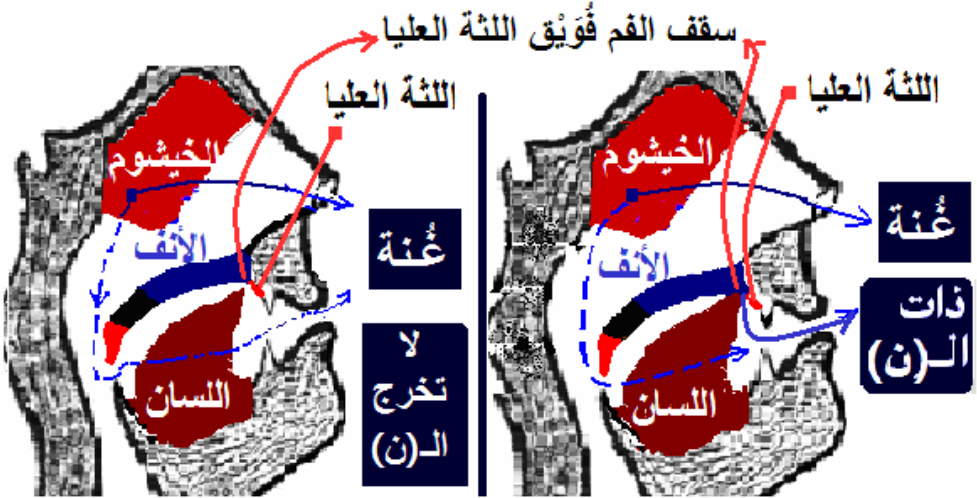 سقف الفم فُوَيْق اللثة العليا
اللثة العليا
الخيشوم
غُنة
الأنف
ذات
الـ(ن)
اللسان
اللثة العليا
الخيشوم
غُنة
الأنف
لا
تخرج
الـ(ن)
اللسان